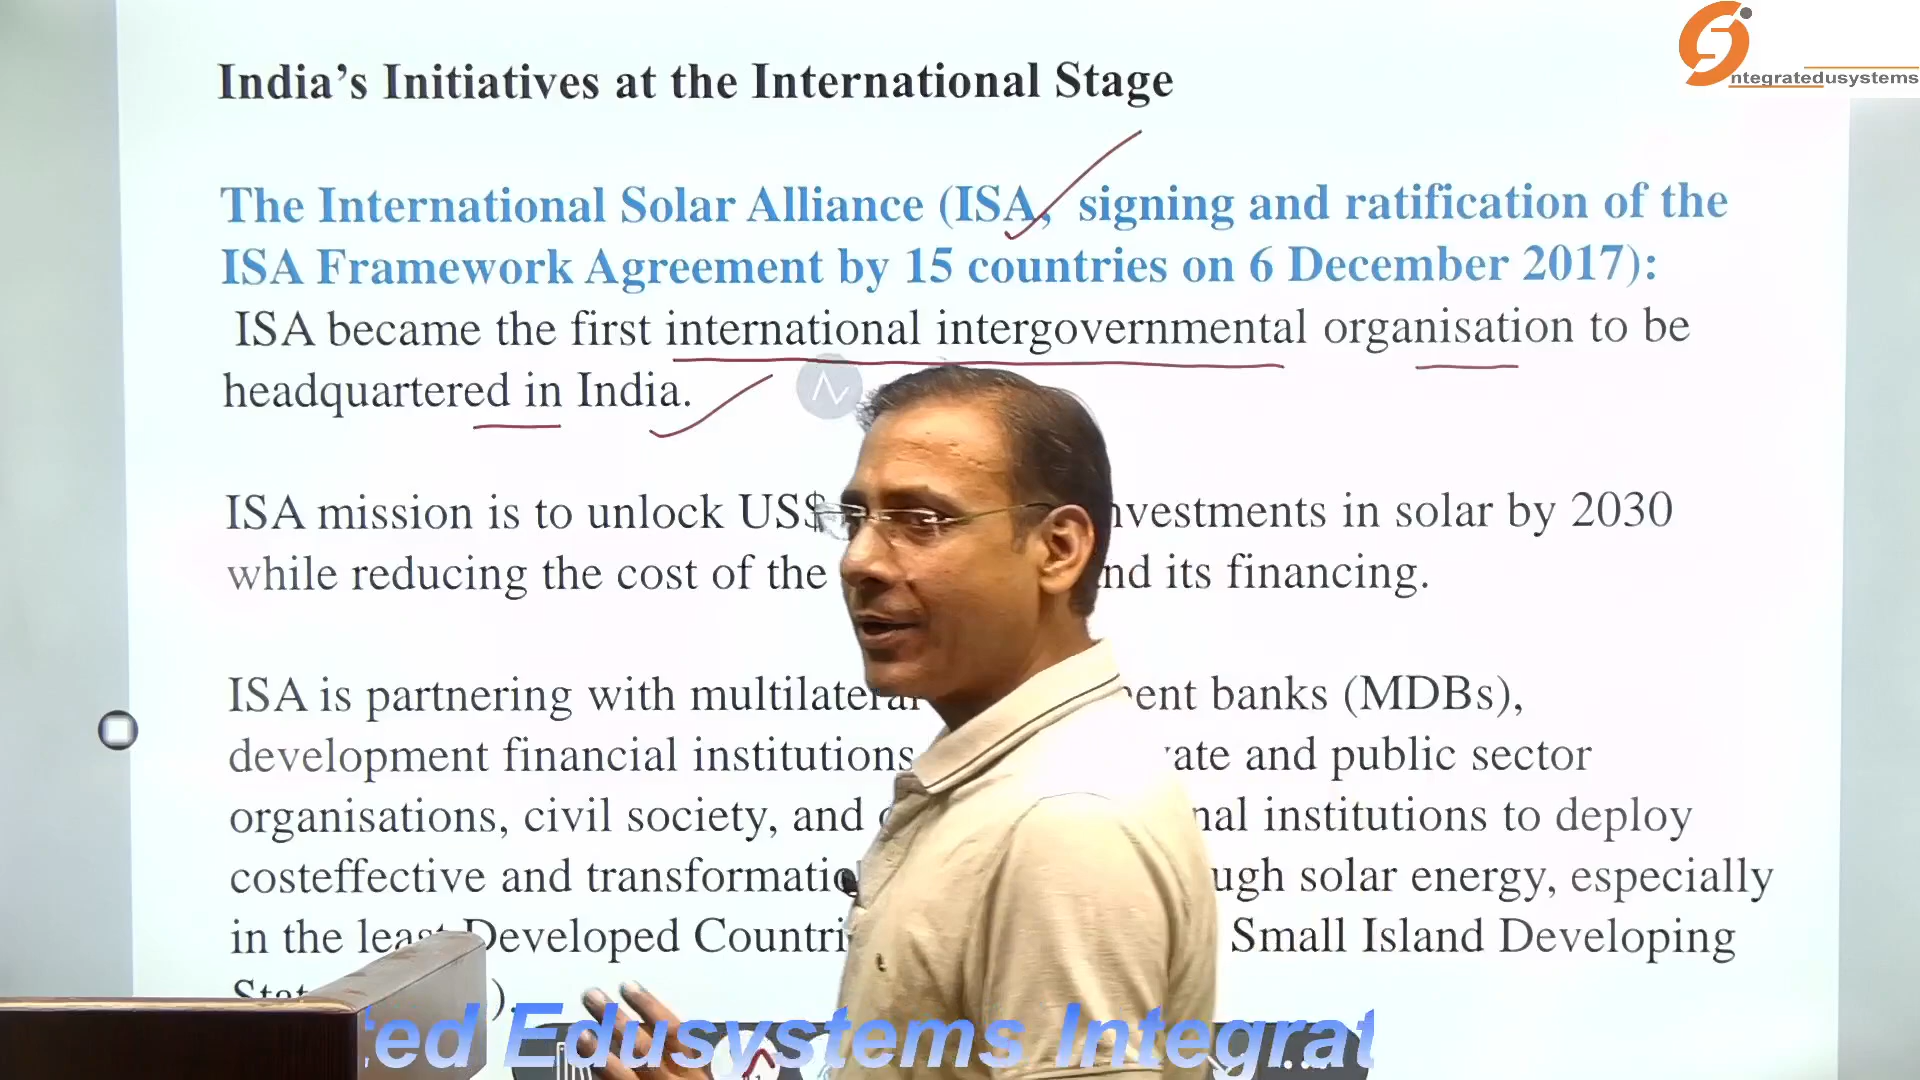 ntegratedusystems
India's Initiatives at the International Stage
The International Solar Alliance (ISA, signing and ratification of the
ISA Framework Agreement by 15 countries on 6 December 2017):
ISA became the first international intergovernmental organisation to be
headquartered in India.
ISA mission is to unlock US$ nvestments in solar by 2030
while reducing the cost of the nd its financing.
ISA is partnering with multilateral ent banks (MDBs),
development financial institutions ate and public sector
organisations, civil society, and nal institutions to deploy
costeffective and transformatio ugh solar energy, especially
in the least Developed Countri Small Island Developing
).
ted Edusystems Integrat